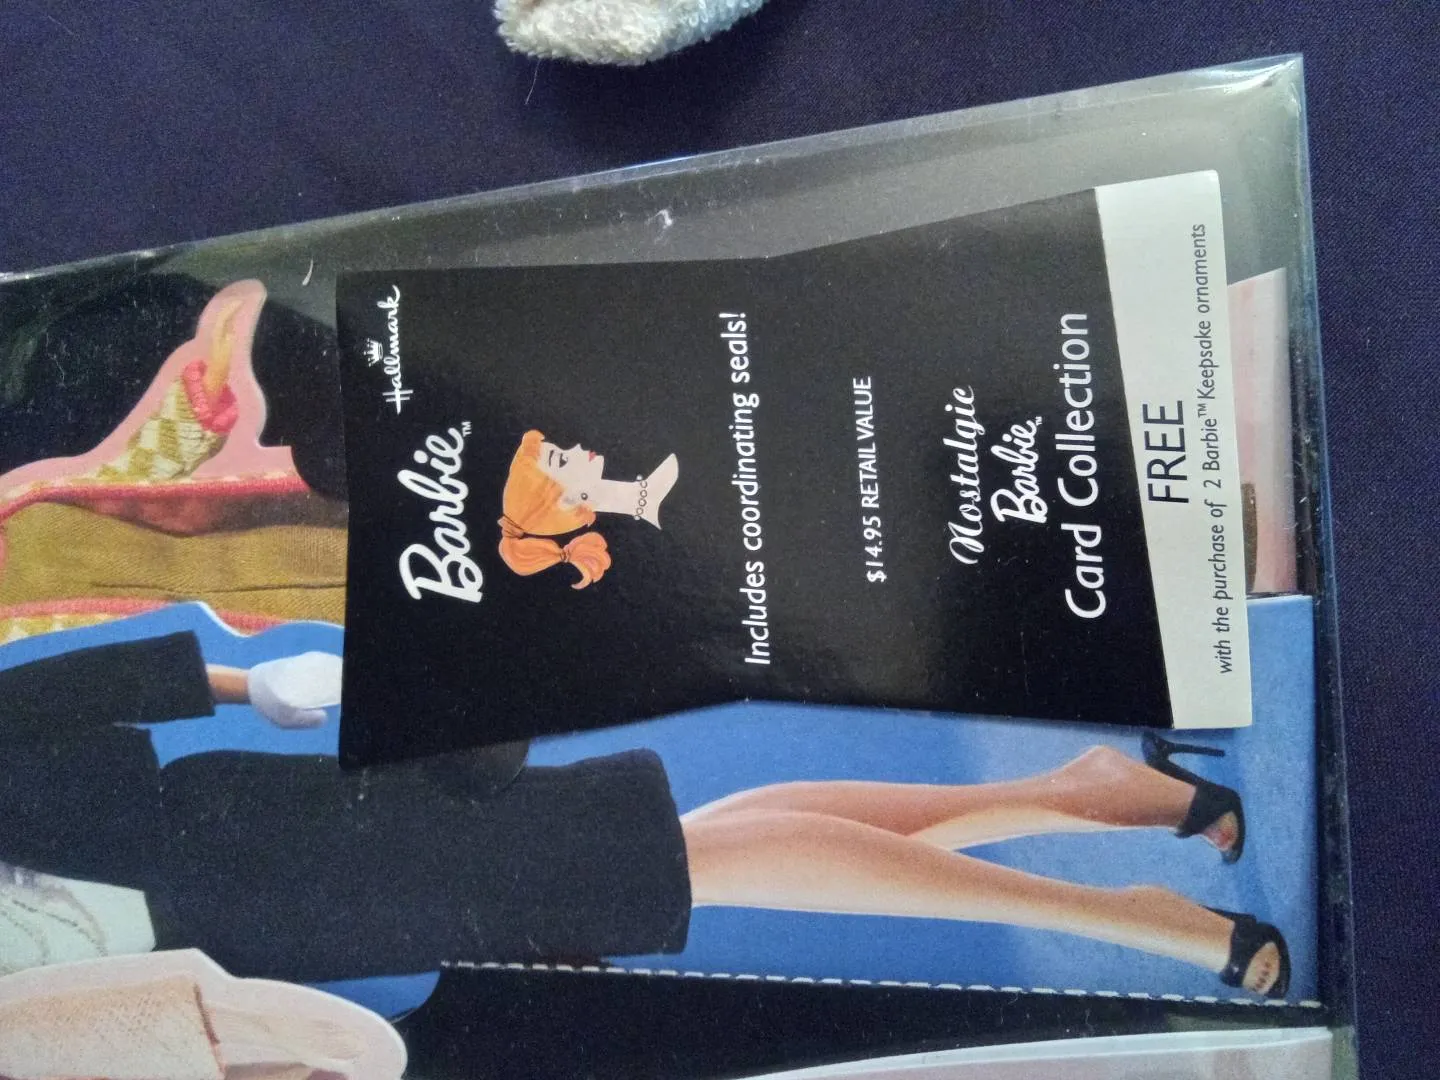 Hallmark
Barbie™
Includes coordinating seals!
$14.95 RETAIL VALUE
Nostalgic
Barbie™
Card Collection
FREE
with the purchase of 2 Barbie™ Keepsake ornaments